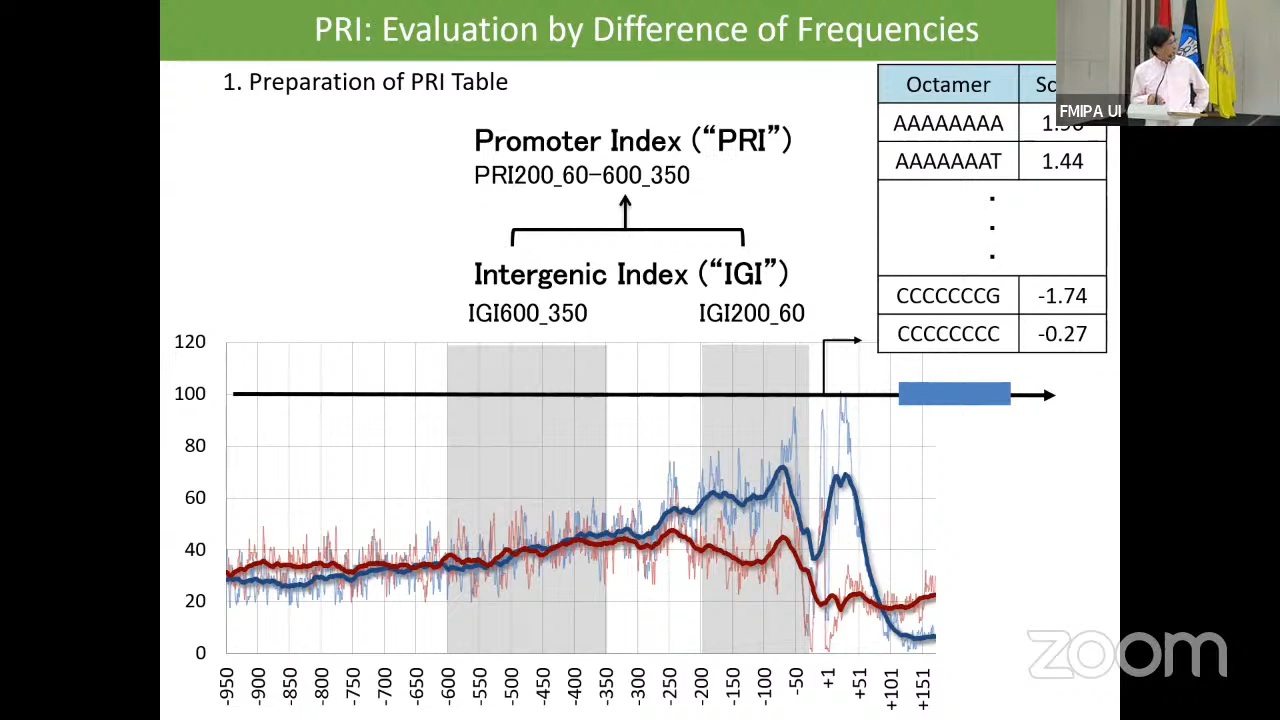 PRI: Evaluation by Difference of Frequencies
1. Preparation of PRI Table
Promoter Index (“PRI”)
PRI200_60-600_350
Intergenic Index (“IGI”)
IGI600_350 IGI200_60
Octamer
AAAAAAAA
AAAAAAAT 1.44
.
.
.
CCCCCCCG -1.74
CCCCCCCC -0.27
FMIPA UI
120
100
80
60
40
20
0
-950 -900 -850 -800 -750 -700 -650 -600 -550 -500 -450 -400 -350 -300 -250 -200 -150 -100 -50 +1 +51 +101 +151
zoom